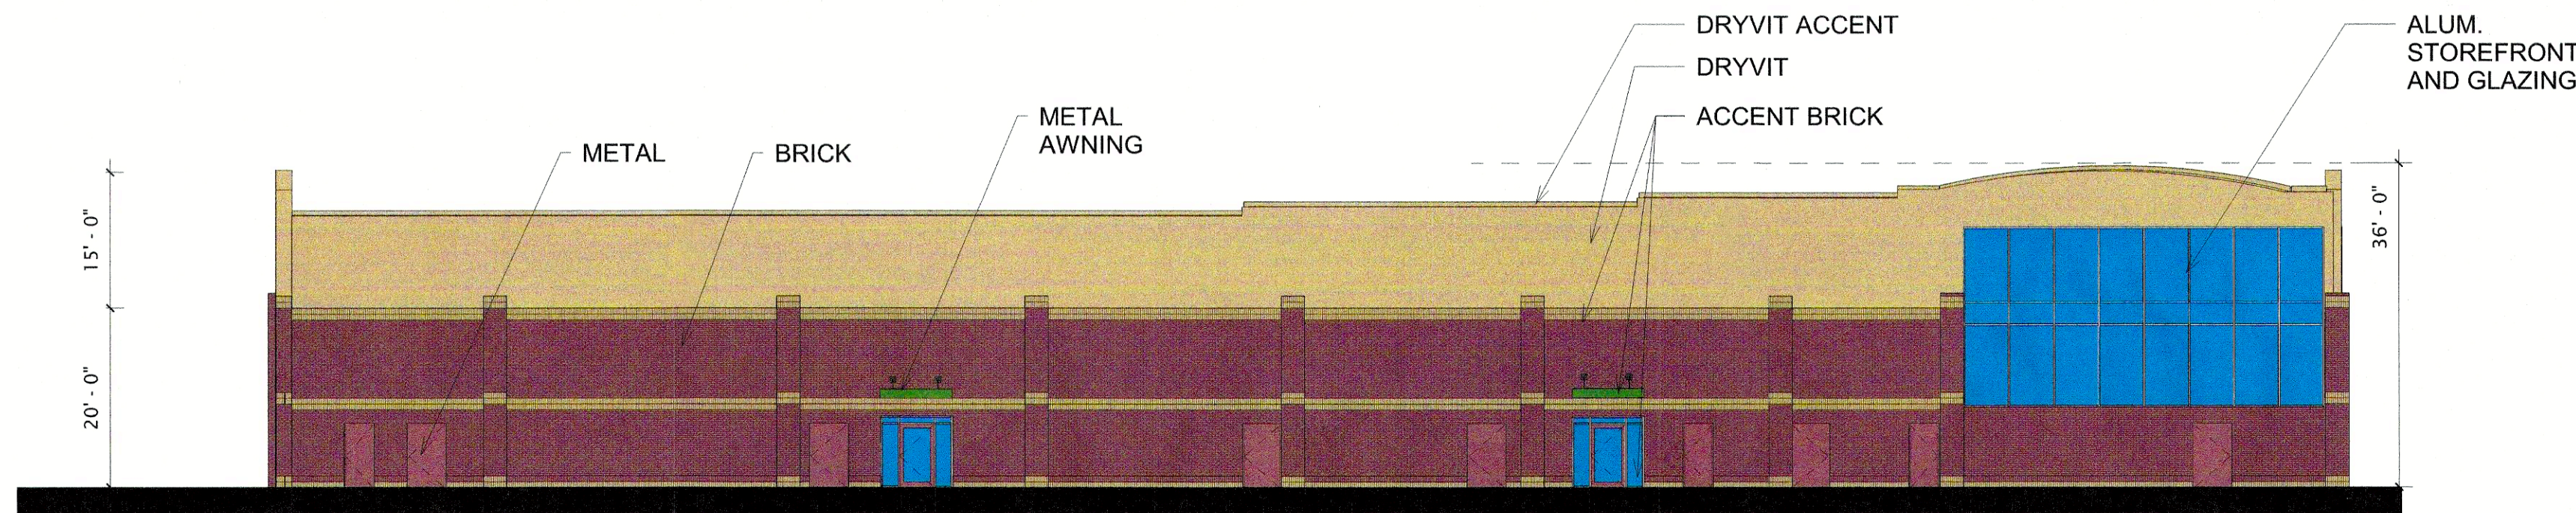 DRYVIT ACCENT
DRYVIT
ACCENT BRICK
ALUM.
STOREFRONT
AND GLAZING
METAL
AWNING
METAL
BRICK
15' - 0"
20' - 0"
36' - 0"